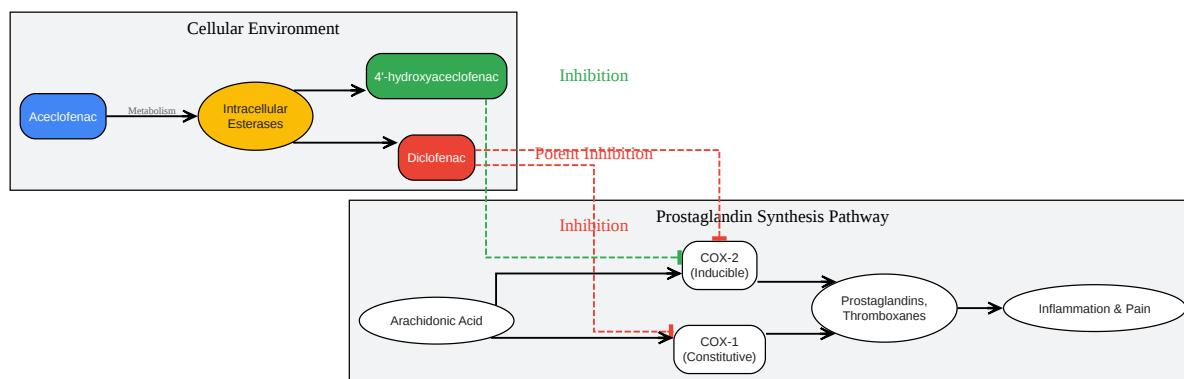 Cellular Environment
4'-hydroxyaceclofenac
Inhibition
Aceclofenac
Metabolism
Intracellular
Esterases
Diclofenac
Potent Inhibition
Prostaglandin Synthesis Pathway
Inhibition
COX-2
(Inducible)
Arachidonic Acid
Prostaglandins,
Thromboxanes
Inflammation & Pain
COX-1
(Constitutive)